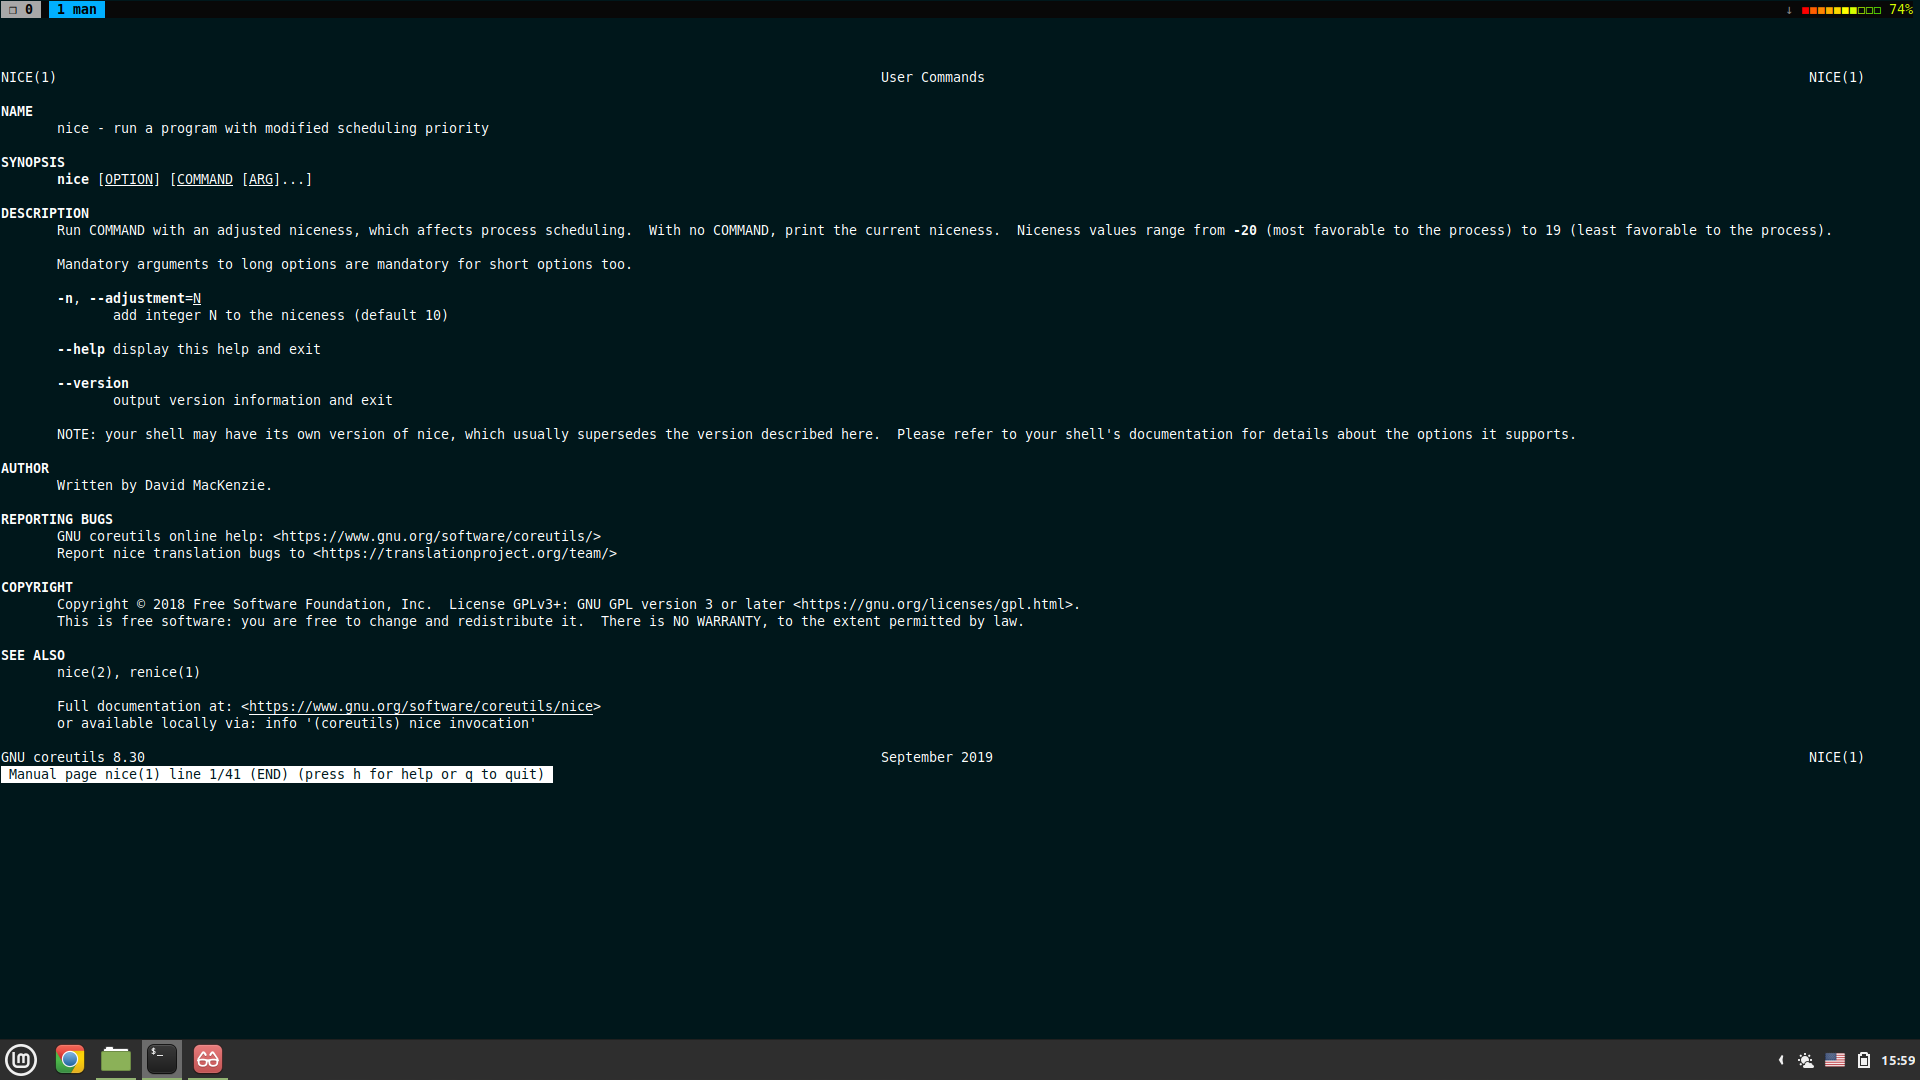 ❐ 0 1 man ↓ 74%
NICE(1) User Commands NICE(1)
NAME
nice - run a program with modified scheduling priority
SYNOPSIS
nice [OPTION] [COMMAND [ARG]...]
DESCRIPTION
Run COMMAND with an adjusted niceness, which affects process scheduling.  With no COMMAND, print the current niceness.  Niceness values range from -20 (most favorable to the process) to 19 (least favorable to the process).
Mandatory arguments to long options are mandatory for short options too.
-n, --adjustment=N
add integer N to the niceness (default 10)
--help display this help and exit
--version
output version information and exit
NOTE: your shell may have its own version of nice, which usually supersedes the version described here.  Please refer to your shell's documentation for details about the options it supports.
AUTHOR
Written by David MacKenzie.
REPORTING BUGS
GNU coreutils online help: <https://www.gnu.org/software/coreutils/>
Report nice translation bugs to <https://translationproject.org/team/>
COPYRIGHT
Copyright © 2018 Free Software Foundation, Inc.  License GPLv3+: GNU GPL version 3 or later <https://gnu.org/licenses/gpl.html>.
This is free software: you are free to change and redistribute it.  There is NO WARRANTY, to the extent permitted by law.
SEE ALSO
nice(2), renice(1)
Full documentation at: <https://www.gnu.org/software/coreutils/nice>
or available locally via: info '(coreutils) nice invocation'
GNU coreutils 8.30 September 2019 NICE(1)
Manual page nice(1) line 1/41 (END) (press h for help or q to quit)
$_
15:59